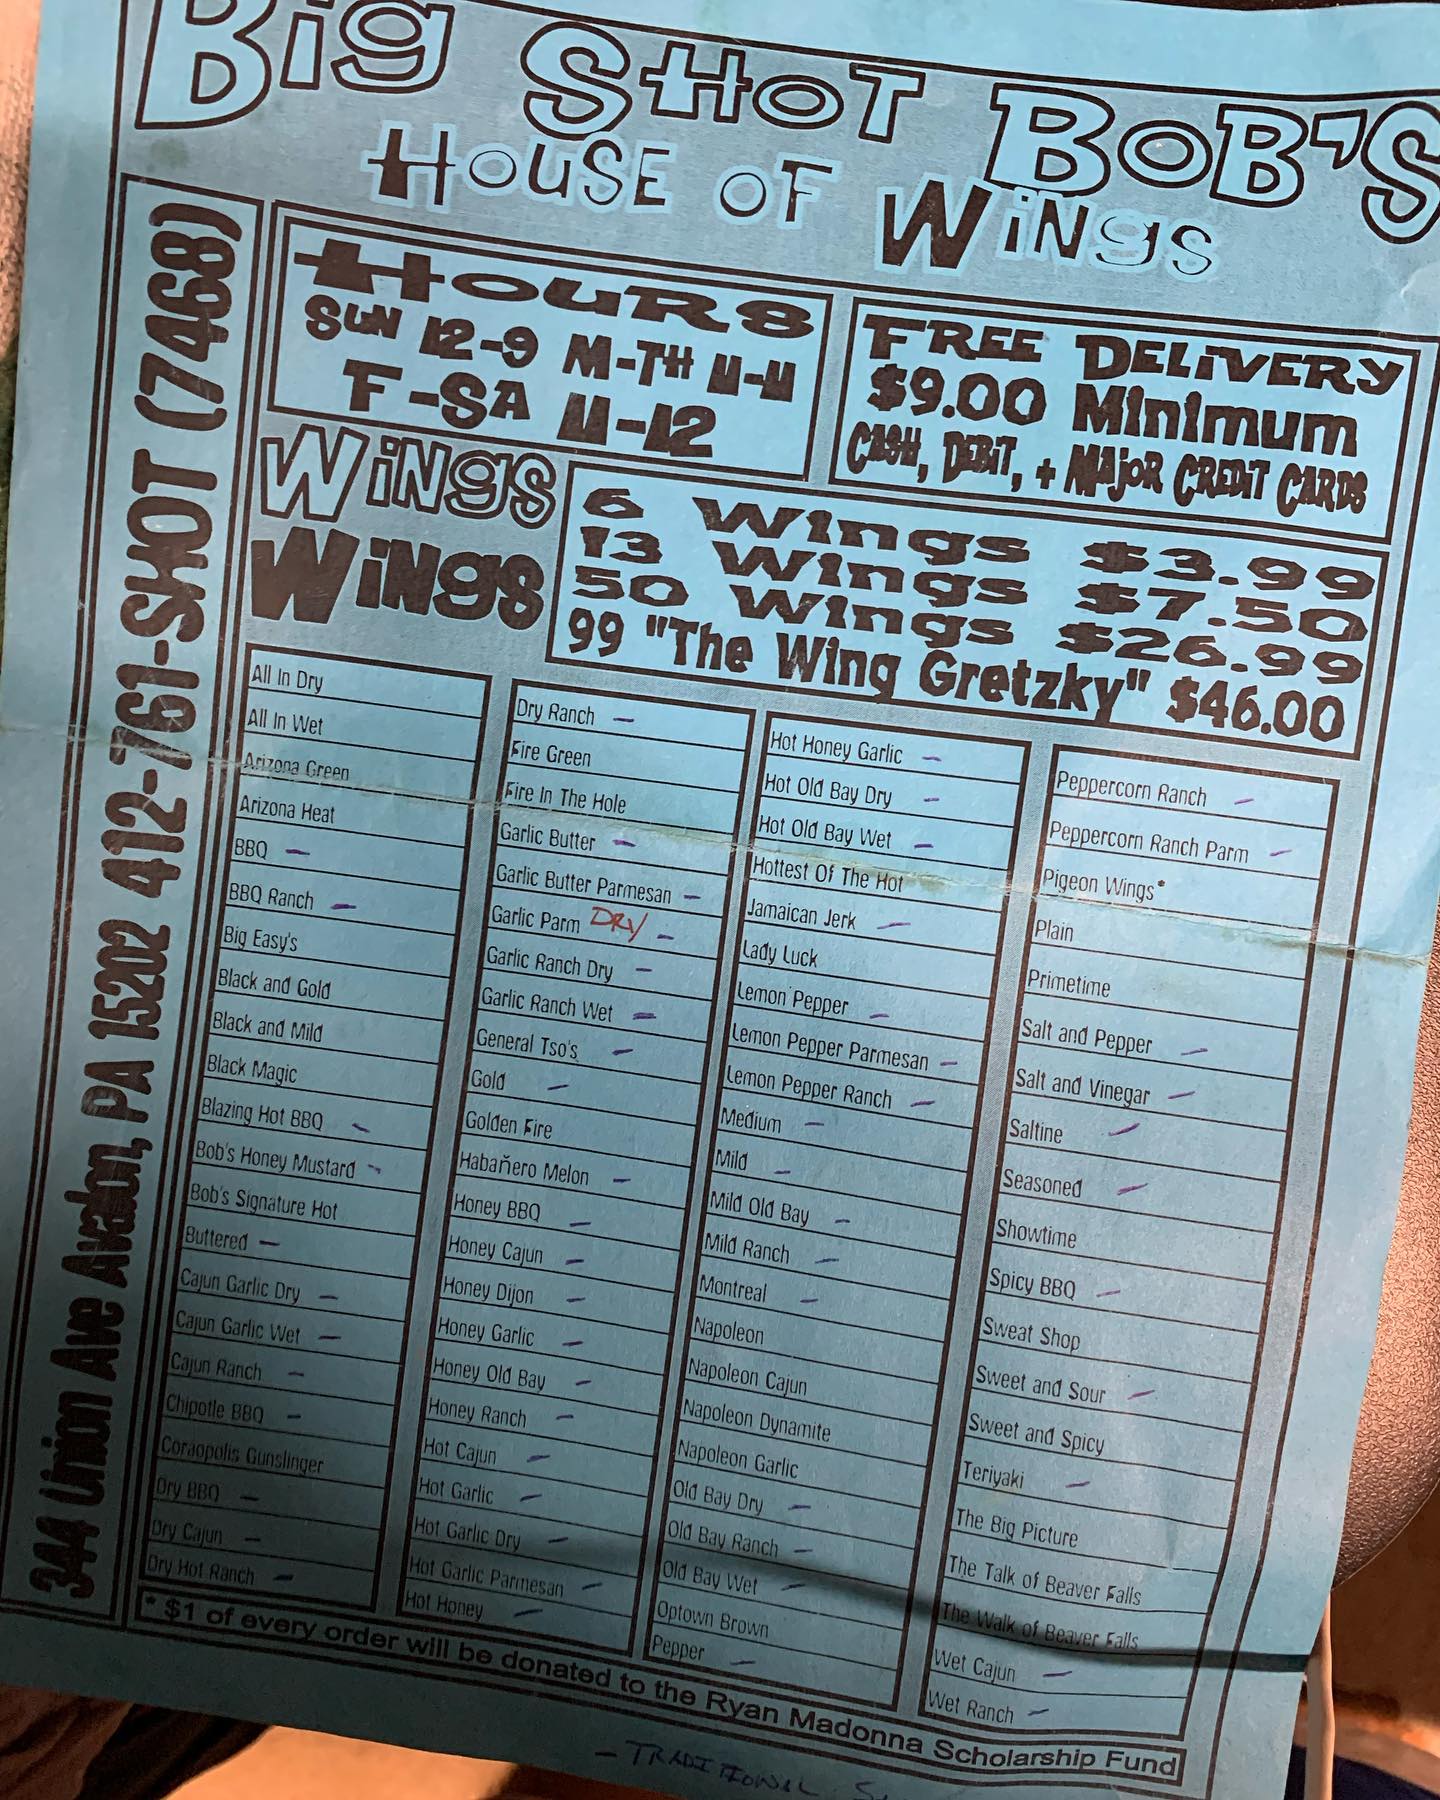 Big SHoT BoB'S
HouSE oF WiNgs
344 Union Ave Avalon, PA 15202 412-761-SHOT (7468)
HouRS
SuN 12-9 M-TH 11-11
F-SA 11-12
FREE DELiVERY
$9.00 Minimum
CASH, DEBiT, + MAjoR CREDiT CARDS
WiNgs
WiNgs
6 Wings $3.99
13 Wings $7.50
50 Wings $26.99
99 "The Wing Gretzky" $46.00
All In Dry
All In Wet
Arizona Green
Arizona Heat
BBQ -
BBQ Ranch -
Big Easy's
Black and Gold
Black and Mild
Black Magic
Blazing Hot BBQ -
Bob's Honey Mustard -
Bob's Signature Hot
Buttered -
Cajun Garlic Dry -
Cajun Garlic Wet -
Cajun Ranch -
Chipotle BBQ -
Coraopolis Gunslinger
Dry BBQ -
Dry Cajun -
Dry Hot Ranch -
Dry Ranch -
Fire Green
Fire In The Hole
Garlic Butter -
Garlic Butter Parmesan -
Garlic Parm DRY -
Garlic Ranch Dry -
Garlic Ranch Wet -
General Tso's -
Gold -
Golden Fire
Habañero Melon -
Honey BBQ -
Honey Cajun -
Honey Dijon -
Honey Garlic -
Honey Old Bay -
Honey Ranch -
Hot Cajun -
Hot Garlic -
Hot Garlic Dry -
Hot Garlic Parmesan -
Hot Honey -
Hot Honey Garlic -
Hot Old Bay Dry -
Hot Old Bay Wet -
Hottest Of The Hot
Jamaican Jerk -
Lady Luck
Lemon Pepper -
Lemon Pepper Parmesan -
Lemon Pepper Ranch -
Medium -
Mild -
Mild Old Bay -
Mild Ranch -
Montreal -
Napoleon
Napoleon Cajun
Napoleon Dynamite
Napoleon Garlic
Old Bay Dry -
Old Bay Ranch -
Old Bay Wet -
Optown Brown
Pepper -
Peppercorn Ranch -
Peppercorn Ranch Parm -
Pigeon Wings*
Plain
Primetime
Salt and Pepper -
Salt and Vinegar -
Saltine -
Seasoned -
Showtime
Spicy BBQ -
Sweat Shop
Sweet and Sour -
Sweet and Spicy
Teriyaki -
The Big Picture
The Talk of Beaver Falls
The Walk of Beaver Falls
Wet Cajun -
Wet Ranch -
* $1 of every order will be donated to the Ryan Madonna Scholarship Fund
- TRADITIONAL